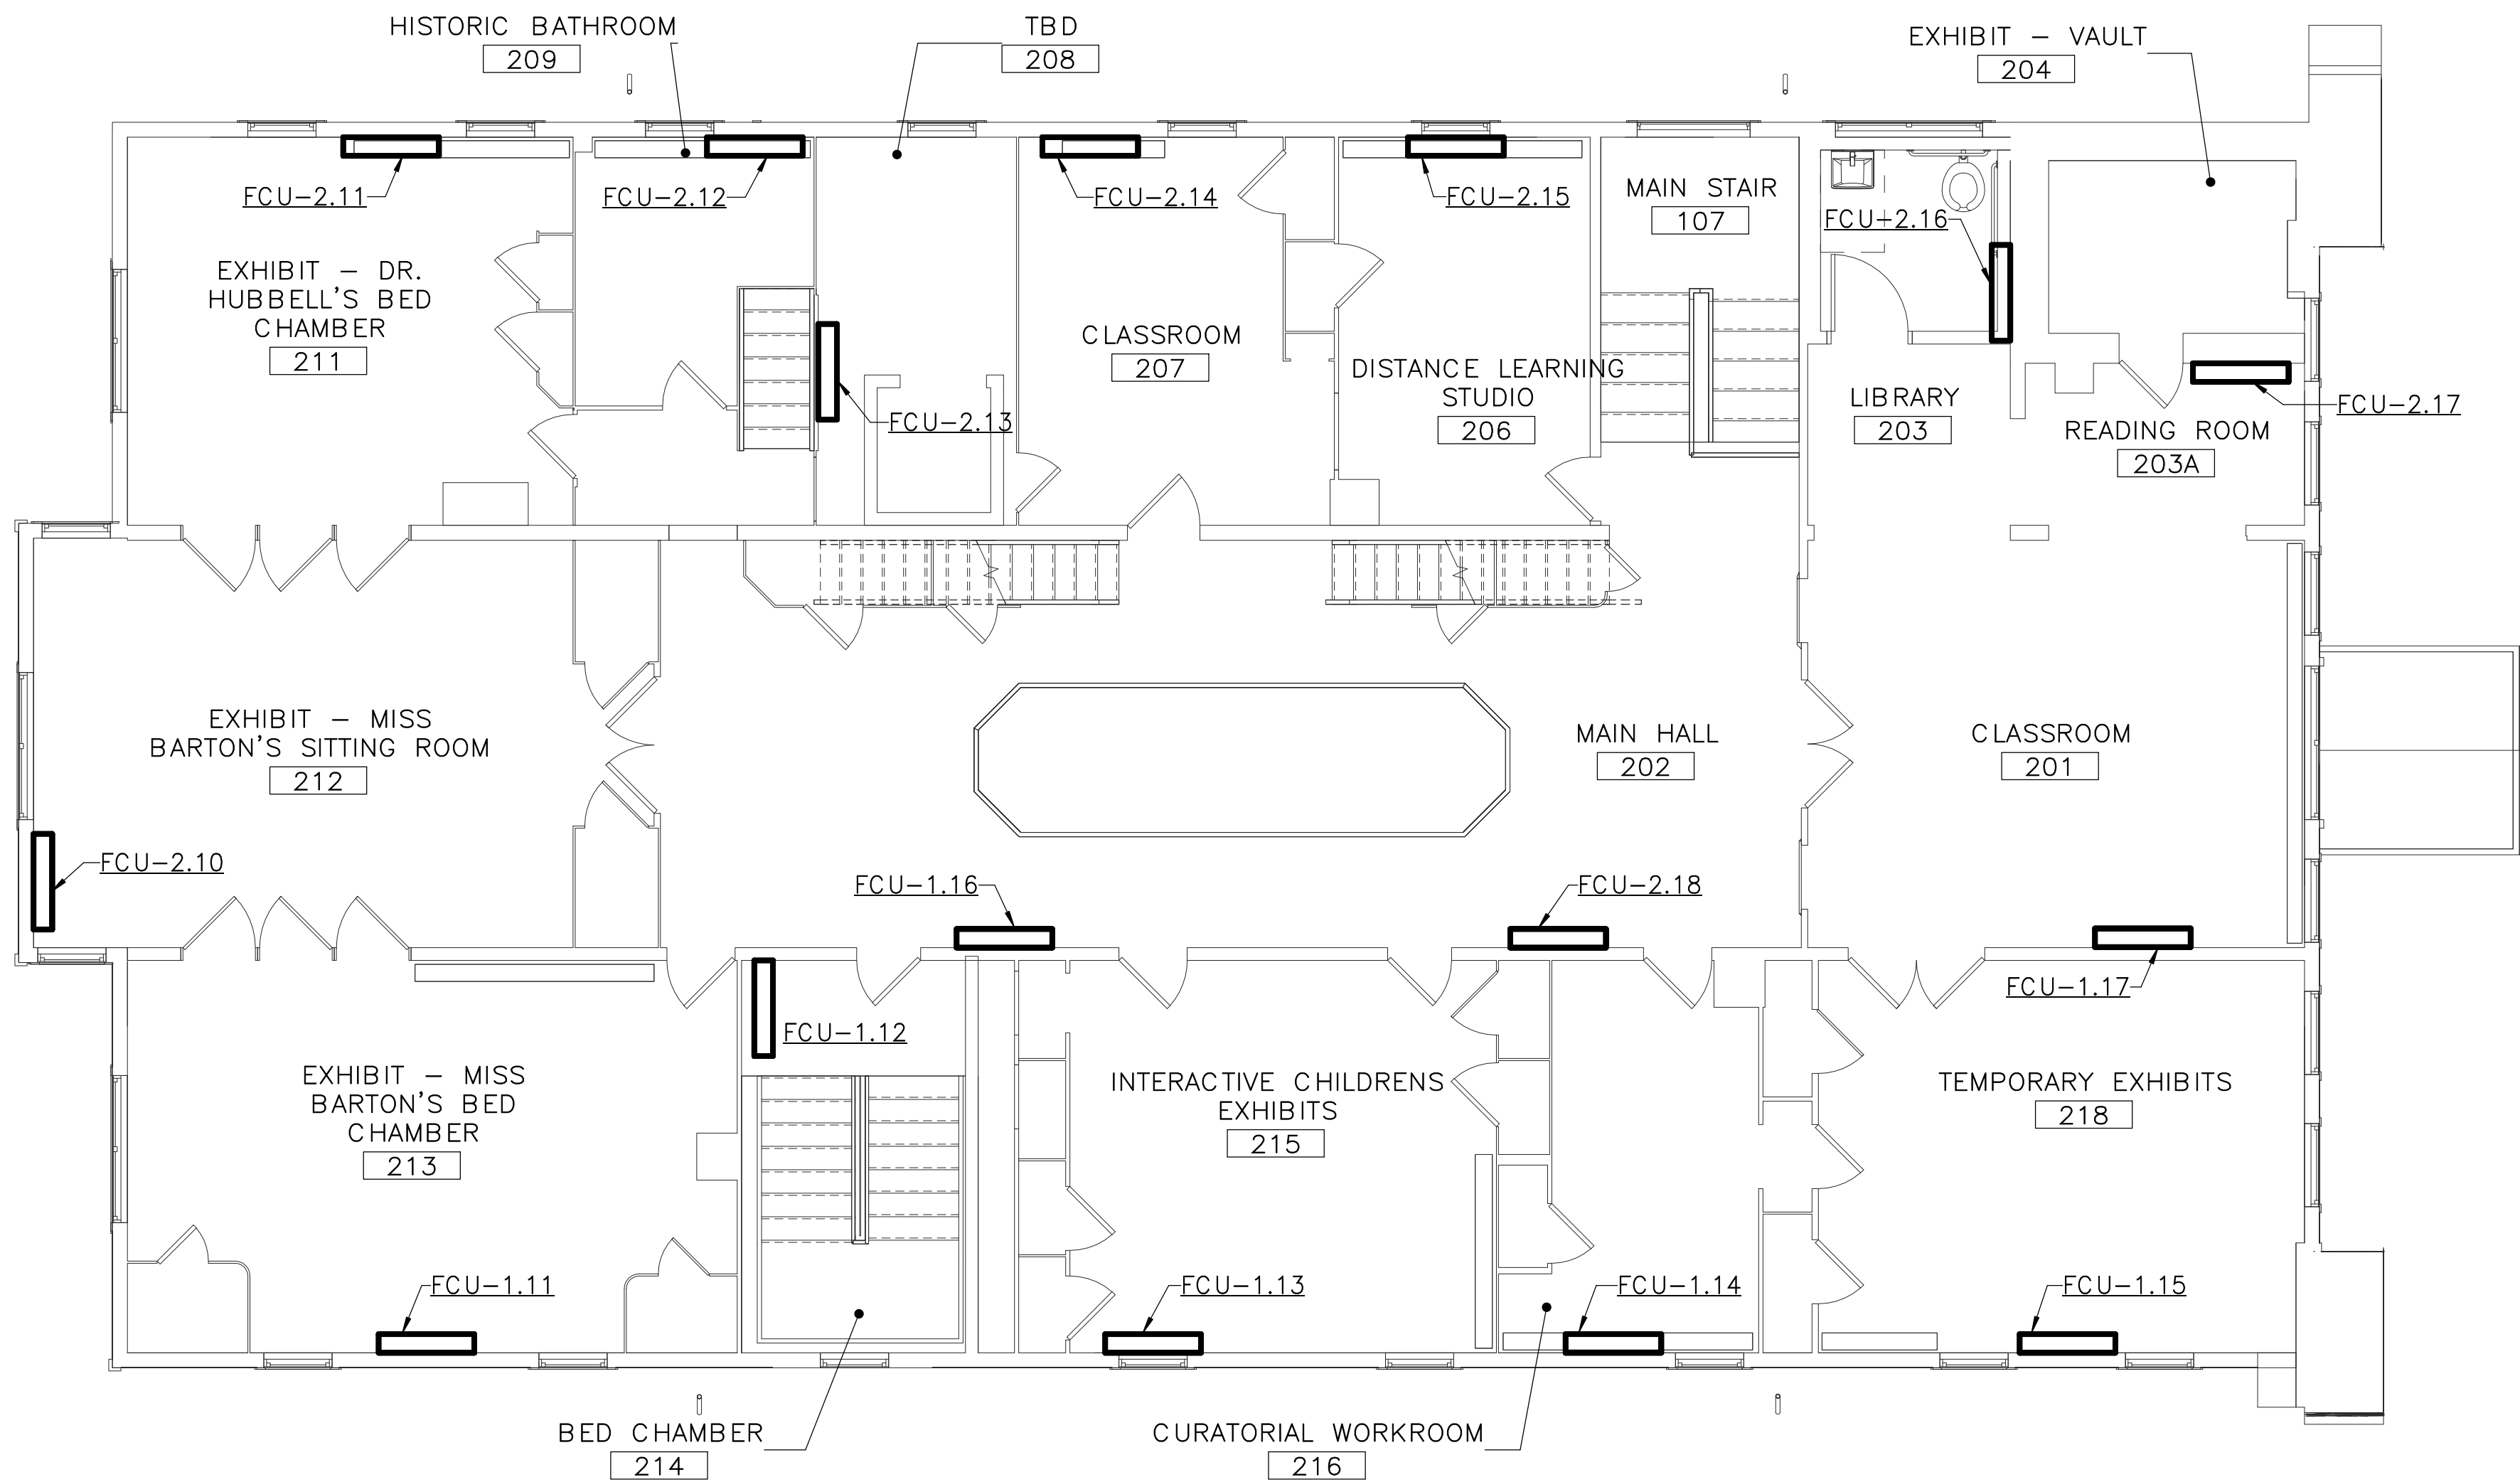 HISTORIC BATHROOM
209
TBD
208
EXHIBIT – VAULT
204
FCU–2.11
FCU–2.12
FCU–2.14
FCU–2.15
MAIN STAIR
107
FCU+2.16
EXHIBIT – DR.
HUBBELL'S BED
CHAMBER
211
FCU–2.13
CLASSROOM
207
DISTANCE LEARNING
STUDIO
206
LIBRARY
203
FCU–2.17
READING ROOM
203A
EXHIBIT – MISS
BARTON'S SITTING ROOM
212
MAIN HALL
202
CLASSROOM
201
FCU–2.10
FCU–1.16
FCU–2.18
FCU–1.17
FCU–1.12
EXHIBIT – MISS
BARTON'S BED
CHAMBER
213
INTERACTIVE CHILDRENS
EXHIBITS
215
TEMPORARY EXHIBITS
218
FCU–1.11
FCU–1.13
FCU–1.14
FCU–1.15
BED CHAMBER
214
CURATORIAL WORKROOM
216